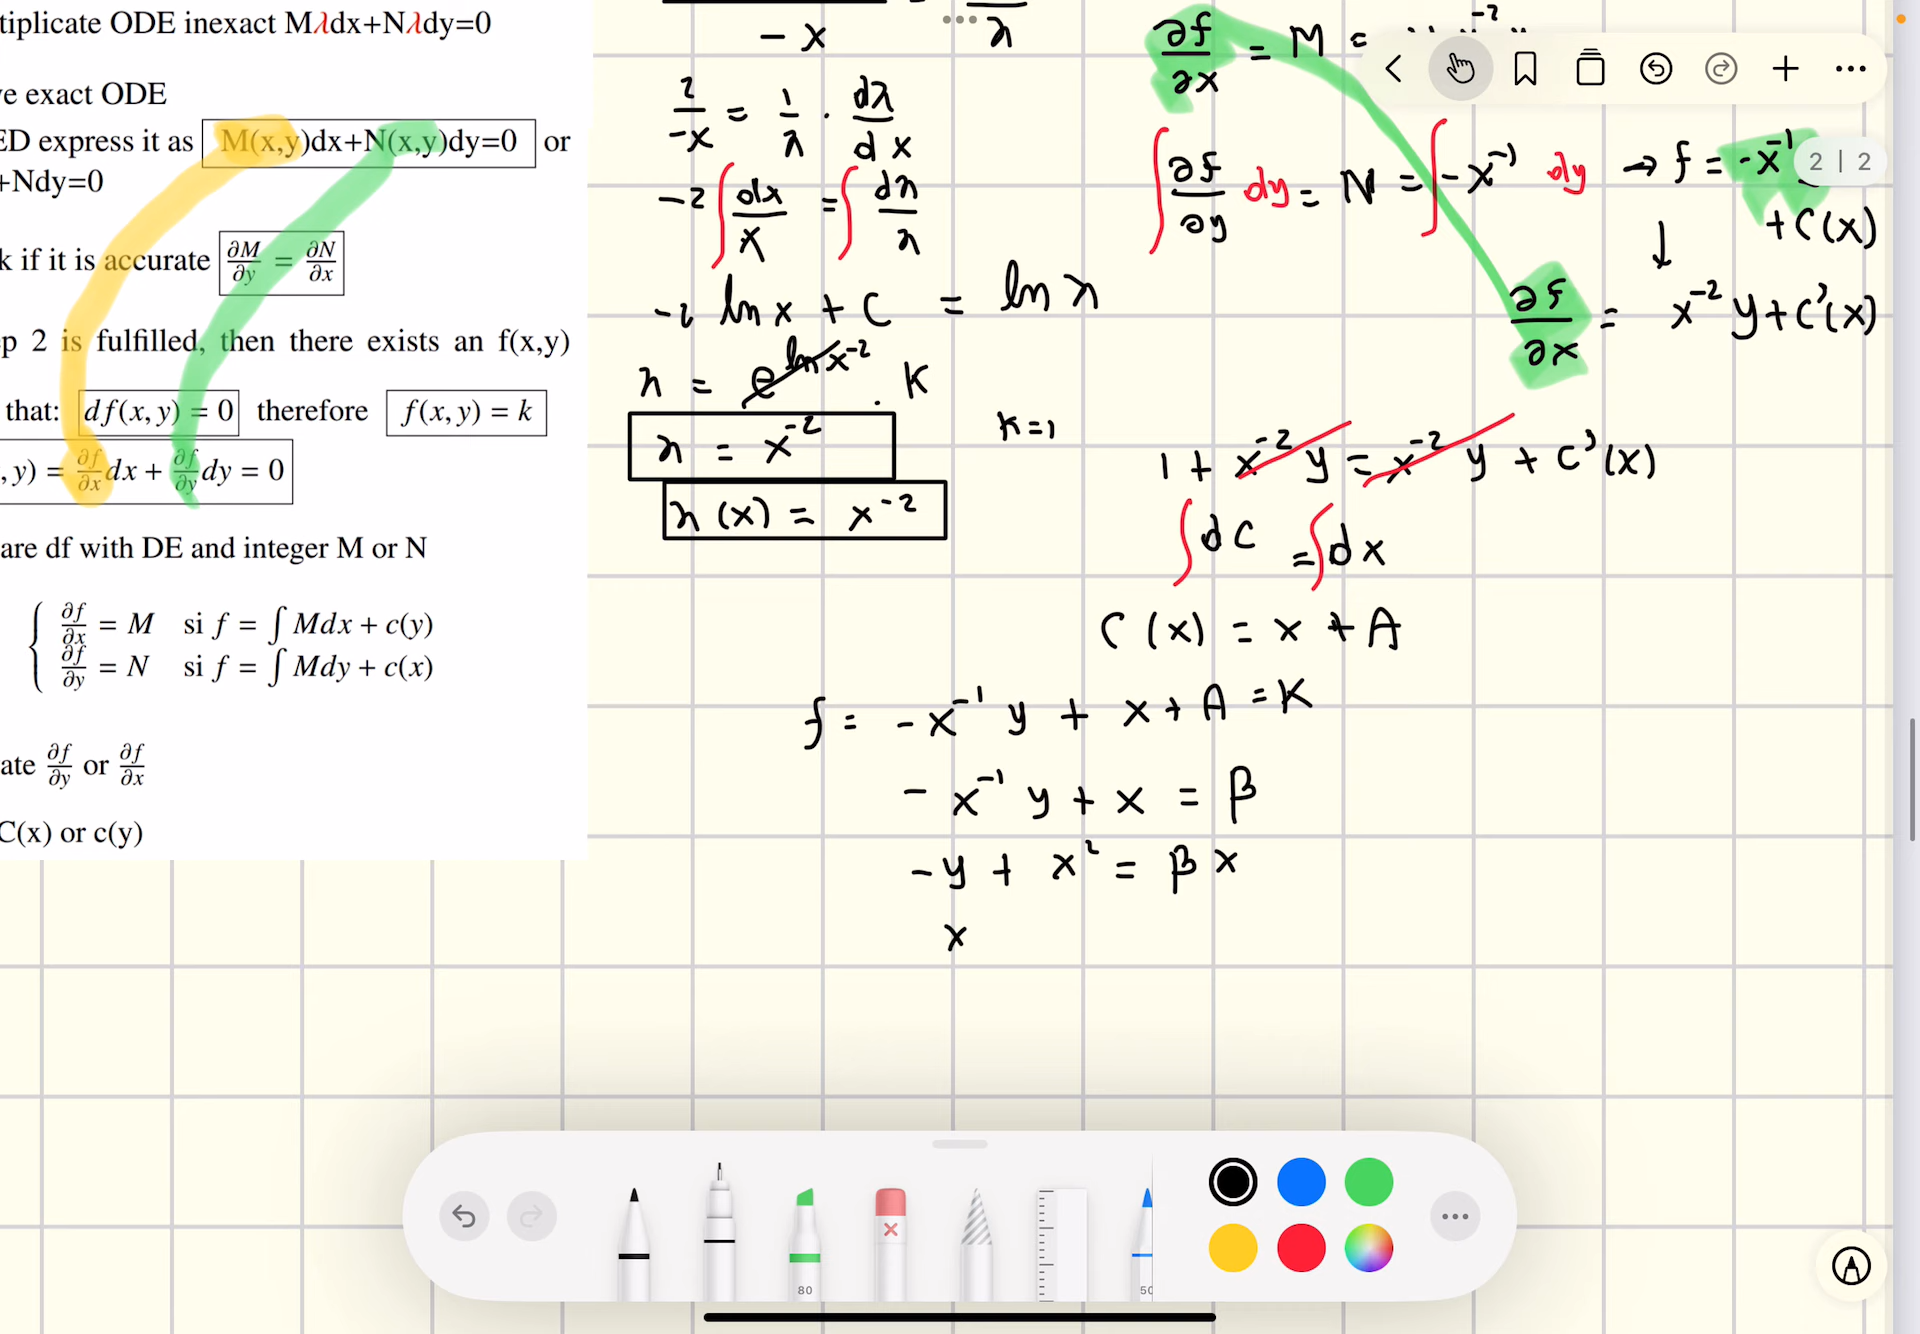 tiplicate ODE inexact Mλdx+Nλdy=0
e exact ODE
ED express it as M(x,y)dx+N(x,y)dy=0 or
+Ndy=0
k if it is accurate ∂M/∂y = ∂N/∂x
p 2 is fulfilled, then there exists an f(x,y)
that: df(x, y) = 0 therefore f(x, y) = k
, y) = ∂f/∂x dx + ∂f/∂y dy = 0
are df with DE and integer M or N
∂f/∂x = M si f = ∫ Mdx + c(y)
∂f/∂y = N si f = ∫ Mdy + c(x)
ate ∂f/∂y or ∂f/∂x
C(x) or c(y)
- x
λ
2/-x = 1/λ · dλ/dx
-2 ∫ dx/x = ∫ dλ/λ
-2 ln x + C = ln λ
λ = e^(ln x^-2) . K
λ = x^-2
K=1
λ (x) = x^-2
∂f/∂x = M =
∫ ∂f/∂y dy = N = ∫ -x^-1 dy → f = -x^-1
+ C(x)
↓
∂f/∂x = x^-2 y + C'(x)
1 + x^-2 y = x^-2 y + C'(x)
∫ dC = ∫ dx
C (x) = x + A
f = - x^-1 y + x + A = K
- x^-1 y + x = β
- y + x² = β x
x
2 | 2
80
50